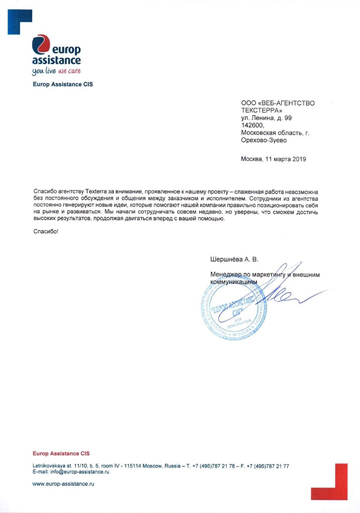 europ
assistance
you live we care
Europ Assistance CIS
ООО «ВЕБ-АГЕНТСТВО
ТЕКСТЕРРА»
ул. Ленина, д. 99
142600,
Московская область, г.
Орехово-Зуево
Москва, 11 марта 2019
Спасибо агентству Texterra за внимание, проявленное к нашему проекту – слаженная работа невозможна
без постоянного обсуждения и общения между заказчиком и исполнителем. Сотрудники из агентства
постоянно генерируют новые идеи, которые помогают нашей компании правильно позиционировать себя
на рынке и развиваться. Мы начали сотрудничать совсем недавно, но уверены, что сможем достичь
высоких результатов, продолжая двигаться вперед с вашей помощью.
Спасибо!
Шершнёва А. В.
Менеджер по маркетингу и внешним
коммуникациям
Europ Assistance CIS
Letnikovskaya st. 11/10, b. 5, room IV - 115114 Moscow, Russia – T. +7 (495)787 21 78 – F. +7 (495)787 21 77
E-mail: info@europ-assistance.ru
www.europ-assistance.ru